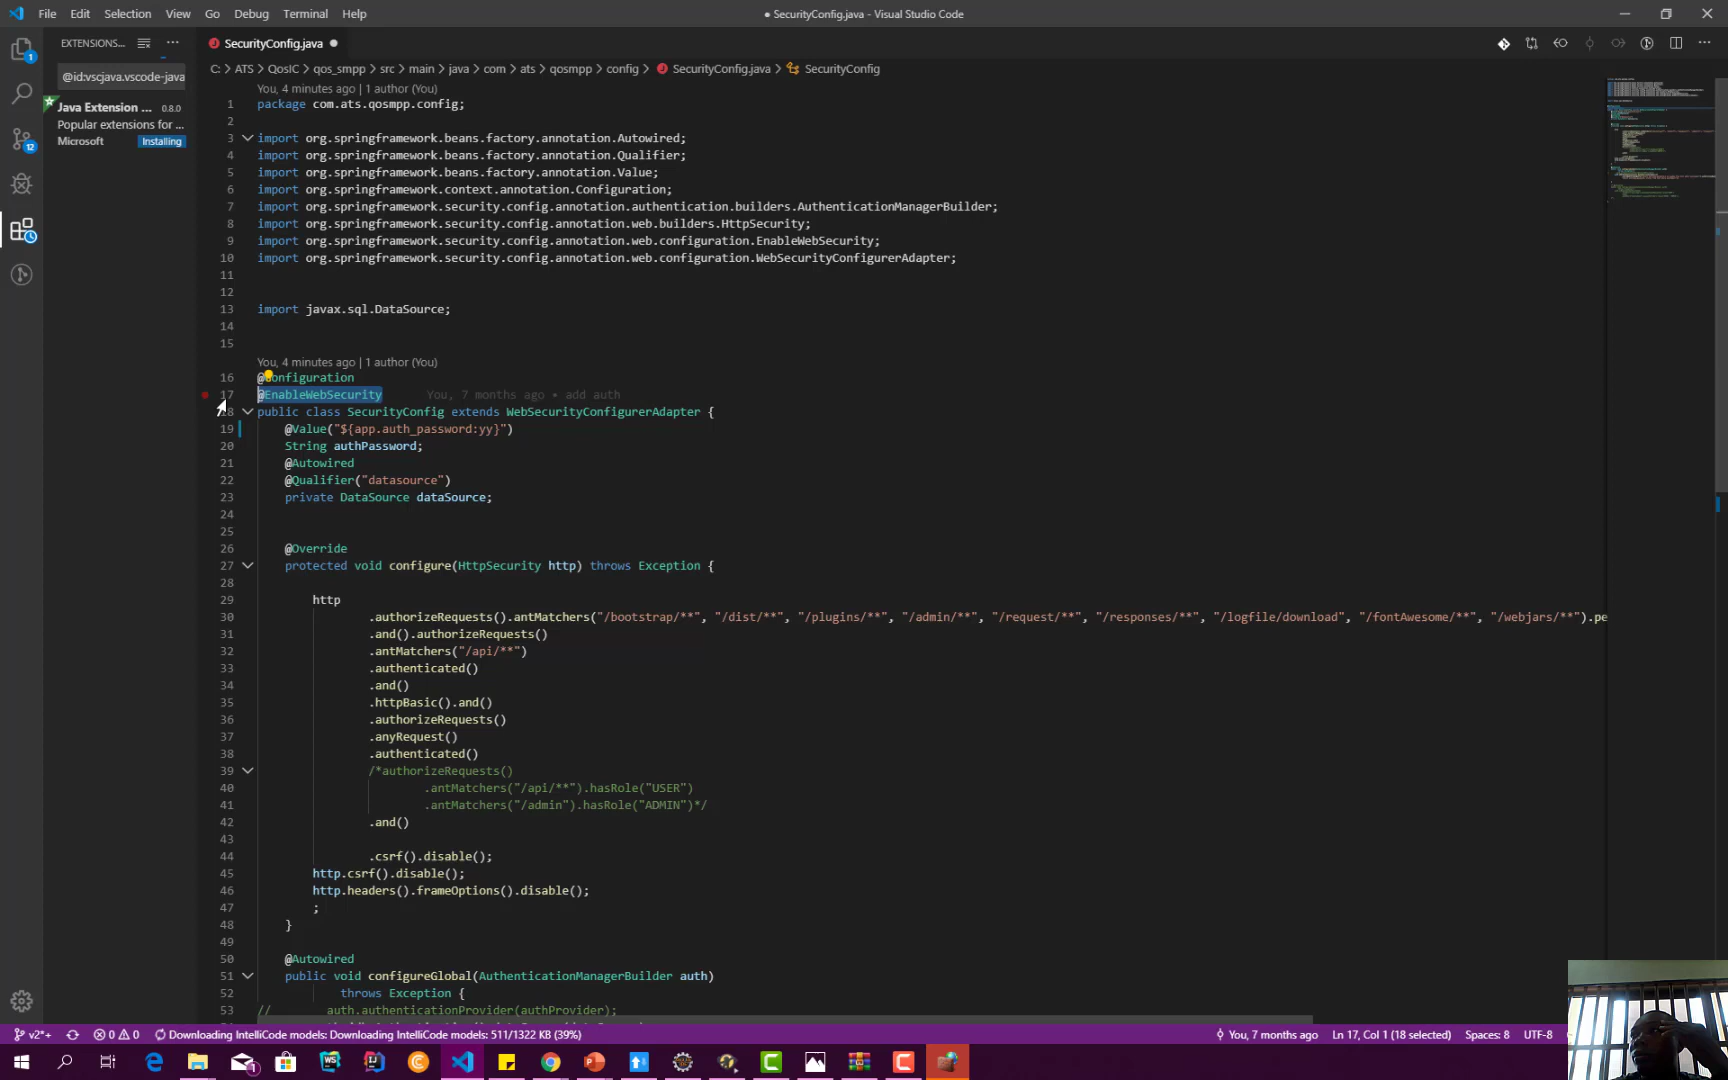 File Edit Selection View Go Debug Terminal Help
● SecurityConfig.java - Visual Studio Code
EXTENSIONS...
SecurityConfig.java
@id:vscjava.vscode-java
C: > ATS > QosIC > qos_smpp > src > main > java > com > ats > qosmpp > config > SecurityConfig.java > SecurityConfig
Java Extension ... 0.8.0
Popular extensions for ...
Microsoft Installing
You, 4 minutes ago | 1 author (You)
1 package com.ats.qosmpp.config;
2
3 import org.springframework.beans.factory.annotation.Autowired;
4 import org.springframework.beans.factory.annotation.Qualifier;
5 import org.springframework.beans.factory.annotation.Value;
6 import org.springframework.context.annotation.Configuration;
7 import org.springframework.security.config.annotation.authentication.builders.AuthenticationManagerBuilder;
8 import org.springframework.security.config.annotation.web.builders.HttpSecurity;
9 import org.springframework.security.config.annotation.web.configuration.EnableWebSecurity;
10 import org.springframework.security.config.annotation.web.configuration.WebSecurityConfigurerAdapter;
11
12
13 import javax.sql.DataSource;
14
15
You, 4 minutes ago | 1 author (You)
16 @Configuration
17 @EnableWebSecurity You, 7 months ago • add auth
18 public class SecurityConfig extends WebSecurityConfigurerAdapter {
19 @Value("${app.auth_password:yy}")
20 String authPassword;
21 @Autowired
22 @Qualifier("datasource")
23 private DataSource dataSource;
24
25
26 @Override
27 protected void configure(HttpSecurity http) throws Exception {
28
29 http
30 .authorizeRequests().antMatchers("/bootstrap/**", "/dist/**", "/plugins/**", "/admin/**", "/request/**", "/responses/**", "/logfile/download", "/fontAwesome/**", "/webjars/**").pe
31 .and().authorizeRequests()
32 .antMatchers("/api/**")
33 .authenticated()
34 .and()
35 .httpBasic().and()
36 .authorizeRequests()
37 .anyRequest()
38 .authenticated()
39 /*authorizeRequests()
40 .antMatchers("/api/**").hasRole("USER")
41 .antMatchers("/admin").hasRole("ADMIN")*/
42 .and()
43
44 .csrf().disable();
45 http.csrf().disable();
46 http.headers().frameOptions().disable();
47 ;
48 }
49
50 @Autowired
51 public void configureGlobal(AuthenticationManagerBuilder auth)
52 throws Exception {
53 // auth.authenticationProvider(authProvider);
v2*+ 0 0 Downloading IntelliCode models: Downloading IntelliCode models: 511/1322 KB (39%) You, 7 months ago Ln 17, Col 1 (18 selected) Spaces: 8 UTF-8